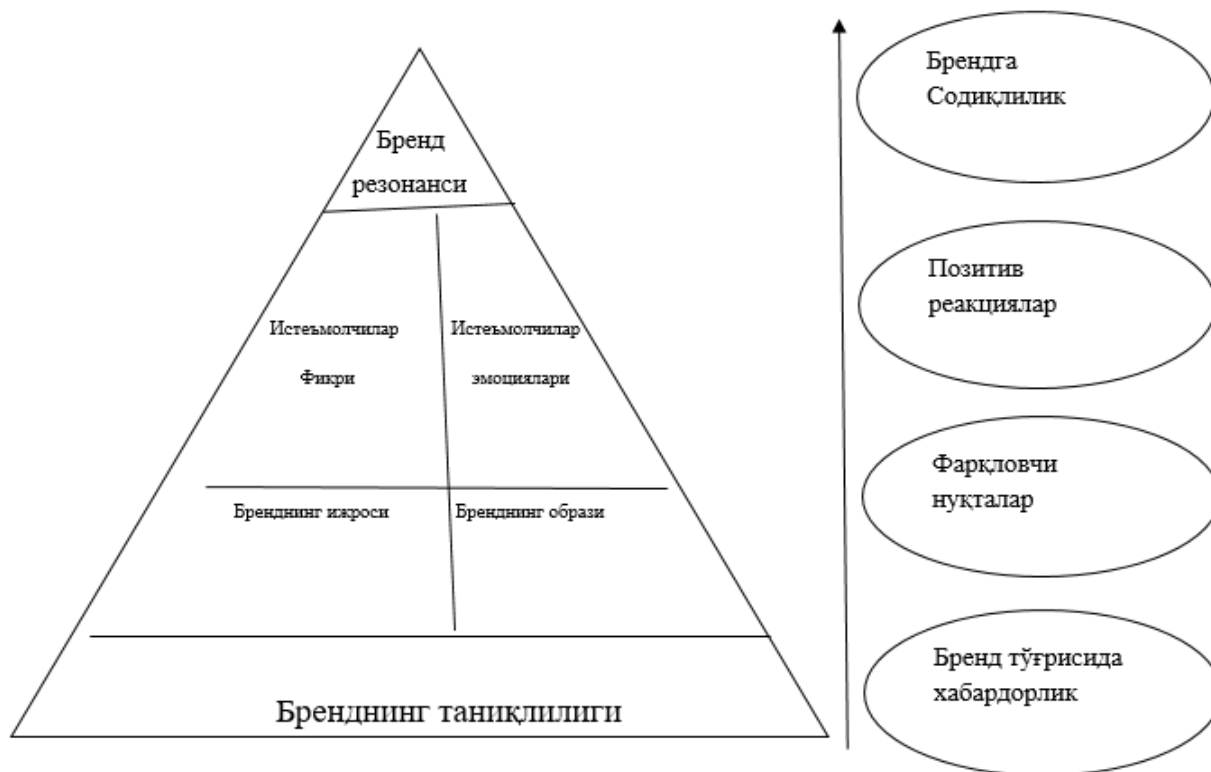 Бренд
резонанси
Истеъмолчилар
Фикри
Истеъмолчилар
эмоциялари
Бренднинг ижроси
Бренднинг образи
Бренднинг таниқлилиги
Брендга
Содиқлилик
Позитив
реакциялар
Фарқловчи
нуқталар
Бренд тўғрисида
хабардорлик